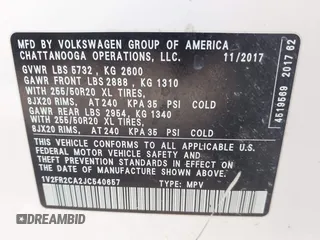 MFD BY VOLKSWAGEN GROUP OF AMERICA
CHATTANOOGA OPERATIONS, LLC. 11/2017
GVWR LBS 5732 , KG 2600
GAWR FRONT LBS 2888 , KG 1310
WITH 255/50R20 XL TIRES,
8JX20 RIMS , AT 240 KPA 35 PSI COLD
GAWR REAR LBS 2954, KG 1340
WITH 255/50R20 XL TIRES,
8JX20 RIMS , AT 240 KPA 35 PSI COLD
THIS VEHICLE CONFORMS TO ALL APPLICABLE U.S.
FEDERAL MOTOR VEHICLE SAFETY STANDARD AND
THEFT PREVENTION STANDARDS IN EFFECT ON THE
DATE OF MANUFACTURE SHOWN ABOVE.
1V2FR2CA2JC540657 TYPE: MPV
4519569 2017 62